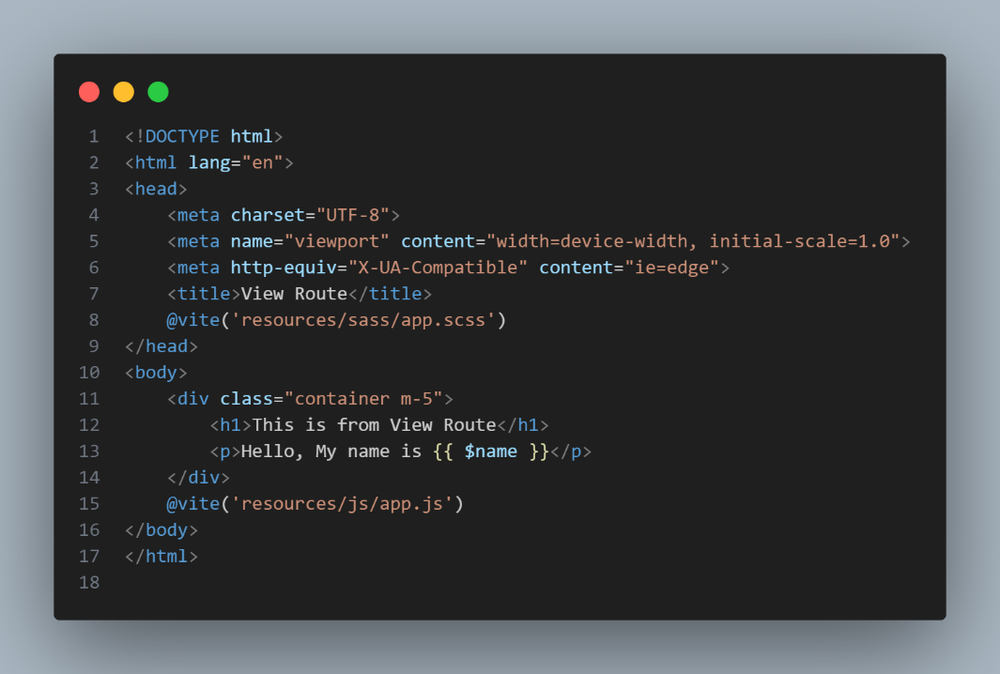 1 <!DOCTYPE html>
2 <html lang="en">
3 <head>
4     <meta charset="UTF-8">
5     <meta name="viewport" content="width=device-width, initial-scale=1.0">
6     <meta http-equiv="X-UA-Compatible" content="ie=edge">
7     <title>View Route</title>
8     @vite('resources/sass/app.scss')
9 </head>
10 <body>
11     <div class="container m-5">
12         <h1>This is from View Route</h1>
13         <p>Hello, My name is {{ $name }}</p>
14     </div>
15     @vite('resources/js/app.js')
16 </body>
17 </html>
18